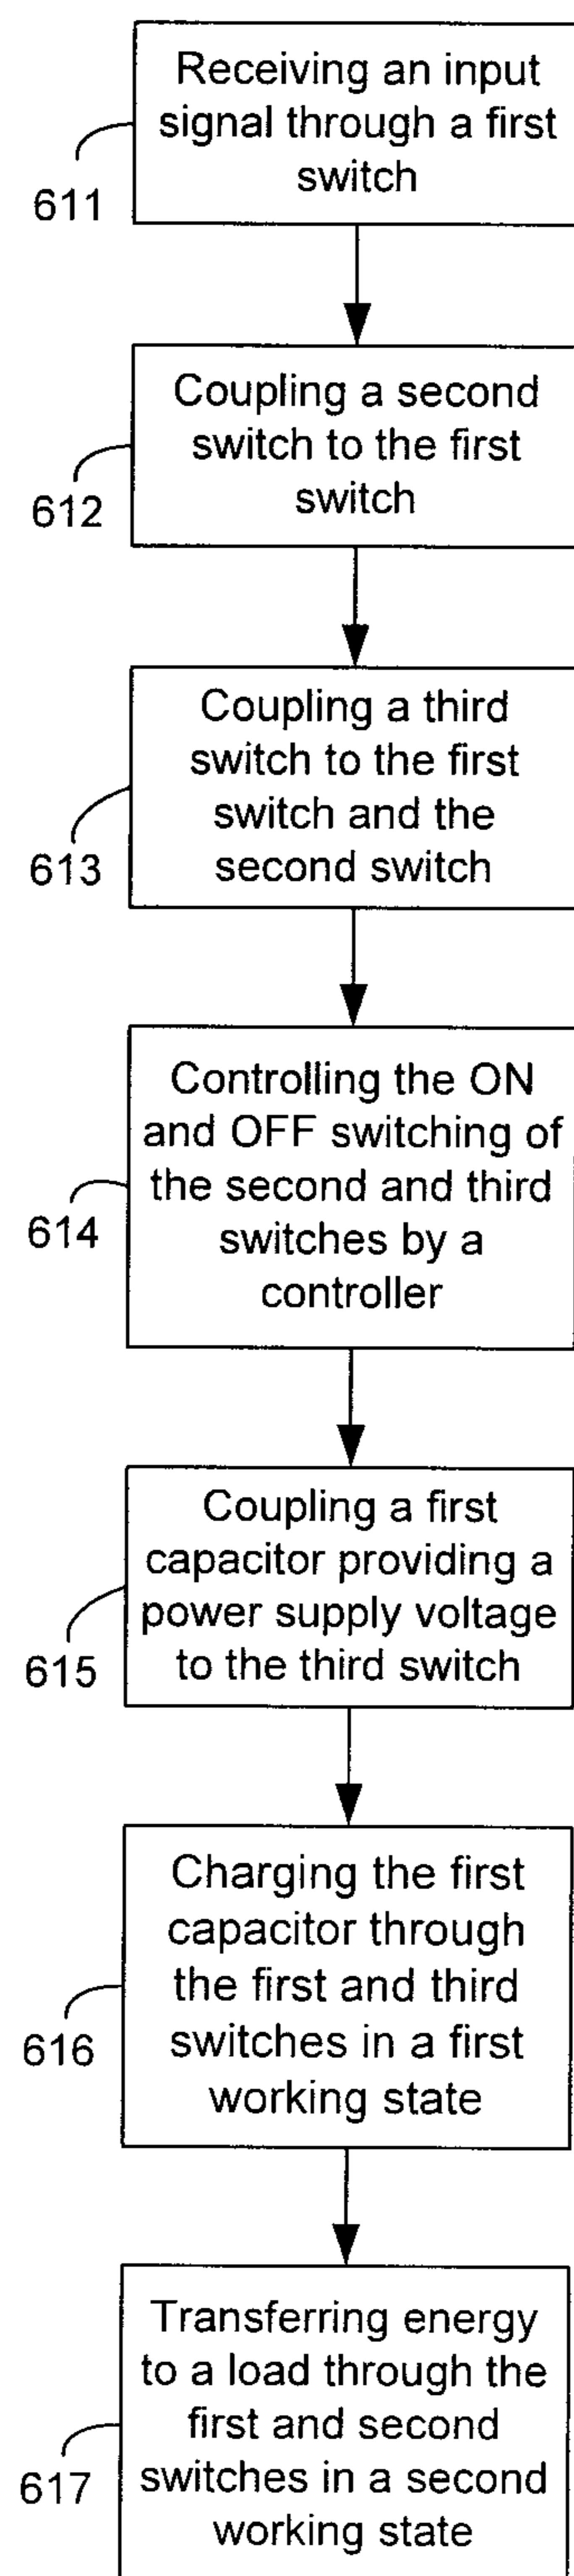 Receiving an input
signal through a first
switch
611
Coupling a second
switch to the first
switch
612
Coupling a third
switch to the first
switch and the
second switch
613
Controlling the ON
and OFF switching of
the second and third
switches by a
controller
614
Coupling a first
capacitor providing a
power supply voltage
to the third switch
615
Charging the first
capacitor through
the first and third
switches in a first
working state
616
Transferring energy
to a load through the
first and second
switches in a second
working state
617